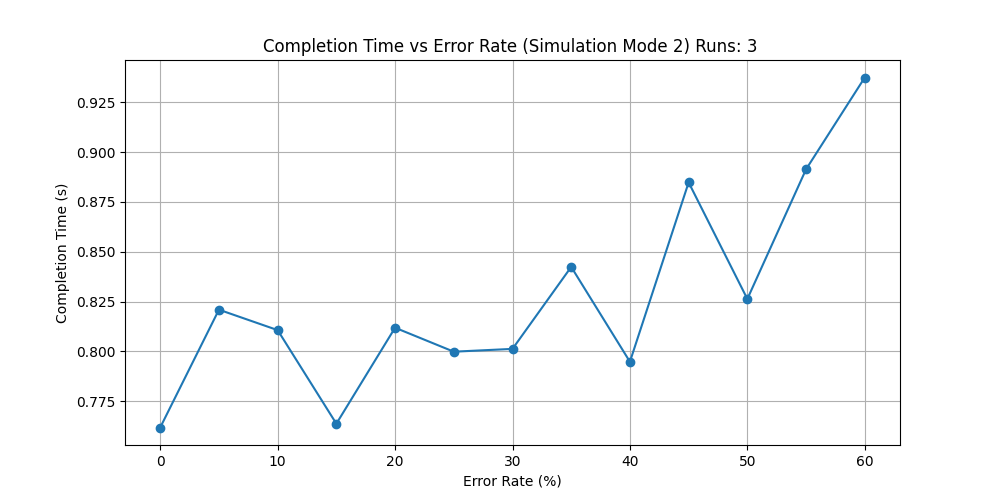 Completion Time vs Error Rate (Simulation Mode 2) Runs: 3
Completion Time (s)
0.925
0.900
0.875
0.850
0.825
0.800
0.775
0 10 20 30 40 50 60
Error Rate (%)